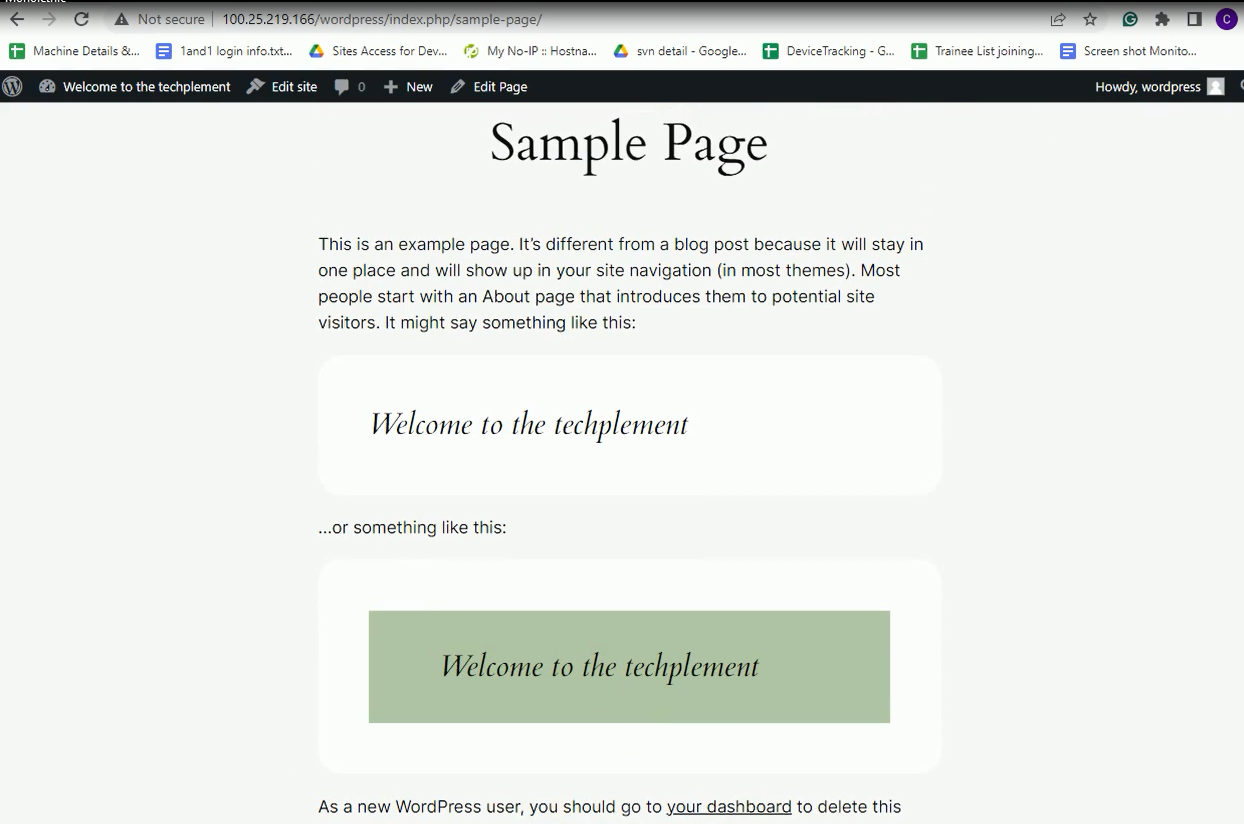 Not secure | 100.25.219.166/wordpress/index.php/sample-page/
Machine Details &... 1and1 login info.txt... Sites Access for Dev... My No-IP :: Hostna... svn detail - Google... DeviceTracking - G... Trainee List joining... Screen shot Monito...
Welcome to the techplement Edit site 0 + New Edit Page Howdy, wordpress
C
Sample Page
This is an example page. It's different from a blog post because it will stay in
one place and will show up in your site navigation (in most themes). Most
people start with an About page that introduces them to potential site
visitors. It might say something like this:
Welcome to the techplement
...or something like this:
Welcome to the techplement
As a new WordPress user, you should go to your dashboard to delete this